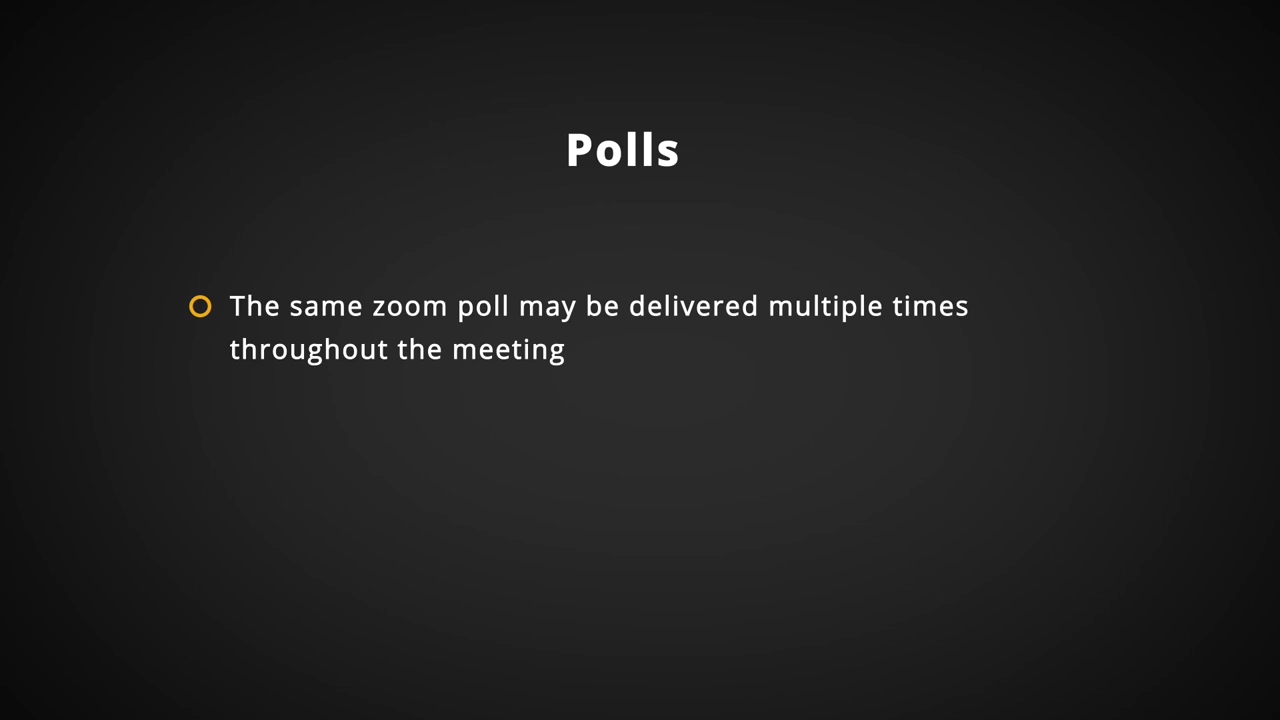 Polls
The same zoom poll may be delivered multiple times
throughout the meeting